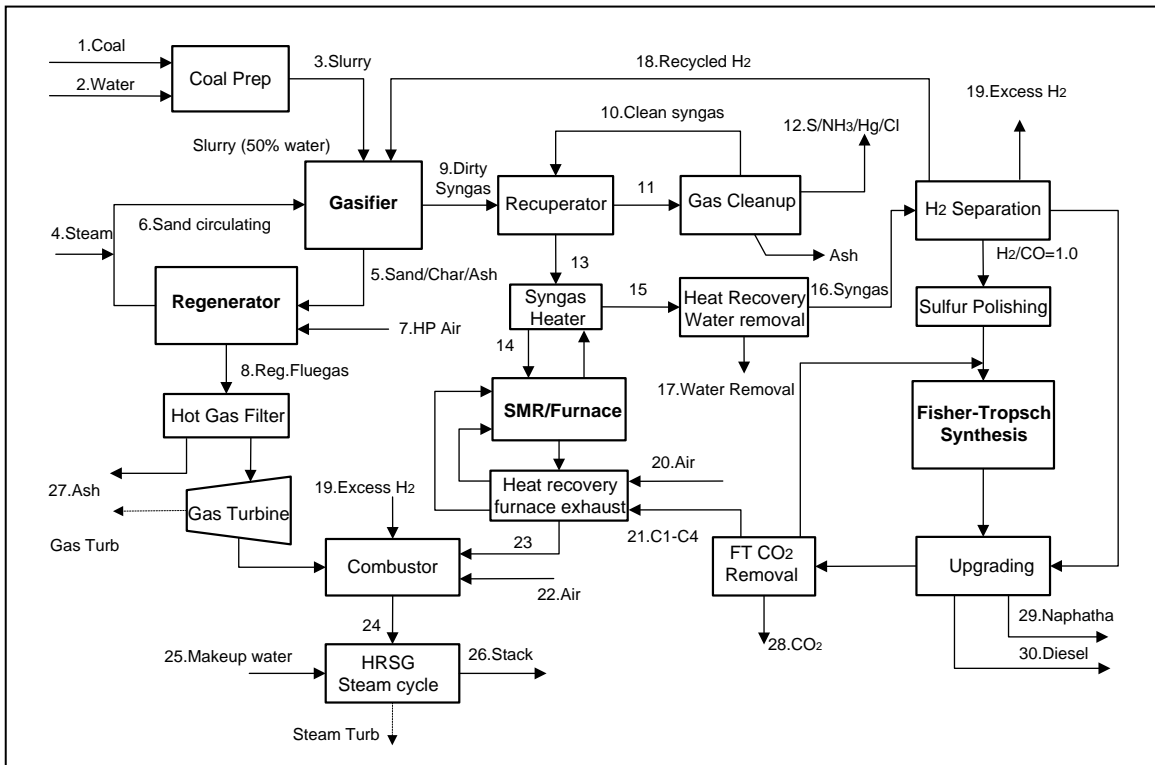 1.Coal
2.Water
Coal Prep
3.Slurry
18.Recycled H2
19.Excess H2
10.Clean syngas
12.S/NH3/Hg/Cl
Slurry (50% water)
9.Dirty
Syngas
Gasifier
Recuperator
11
Gas Cleanup
H2 Separation
4.Steam
6.Sand circulating
Ash
H2/CO=1.0
5.Sand/Char/Ash
13
Regenerator
Syngas
Heater
15
Heat Recovery
Water removal
16.Syngas
Sulfur Polishing
7.HP Air
14
8.Reg.Fluegas
17.Water Removal
Hot Gas Filter
SMR/Furnace
Fisher-Tropsch
Synthesis
27.Ash
19.Excess H2
Heat recovery
furnace exhaust
20.Air
Gas Turbine
Gas Turb
23
21.C1-C4
Combustor
FT CO2
Removal
Upgrading
22.Air
24
29.Naphatha
25.Makeup water
HRSG
Steam cycle
26.Stack
28.CO2
30.Diesel
Steam Turb